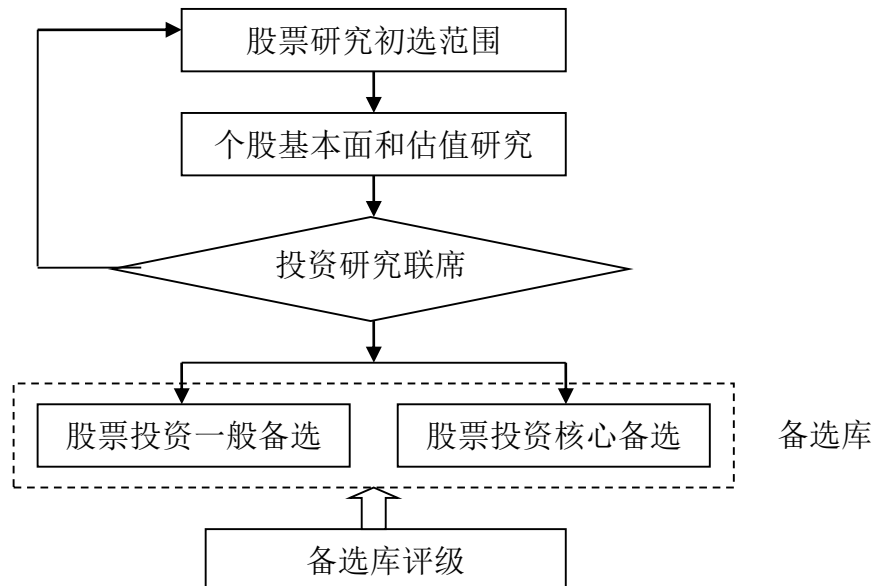 股票研究初选范围
个股基本面和估值研究
投资研究联席
股票投资一般备选
股票投资核心备选
备选库
备选库评级